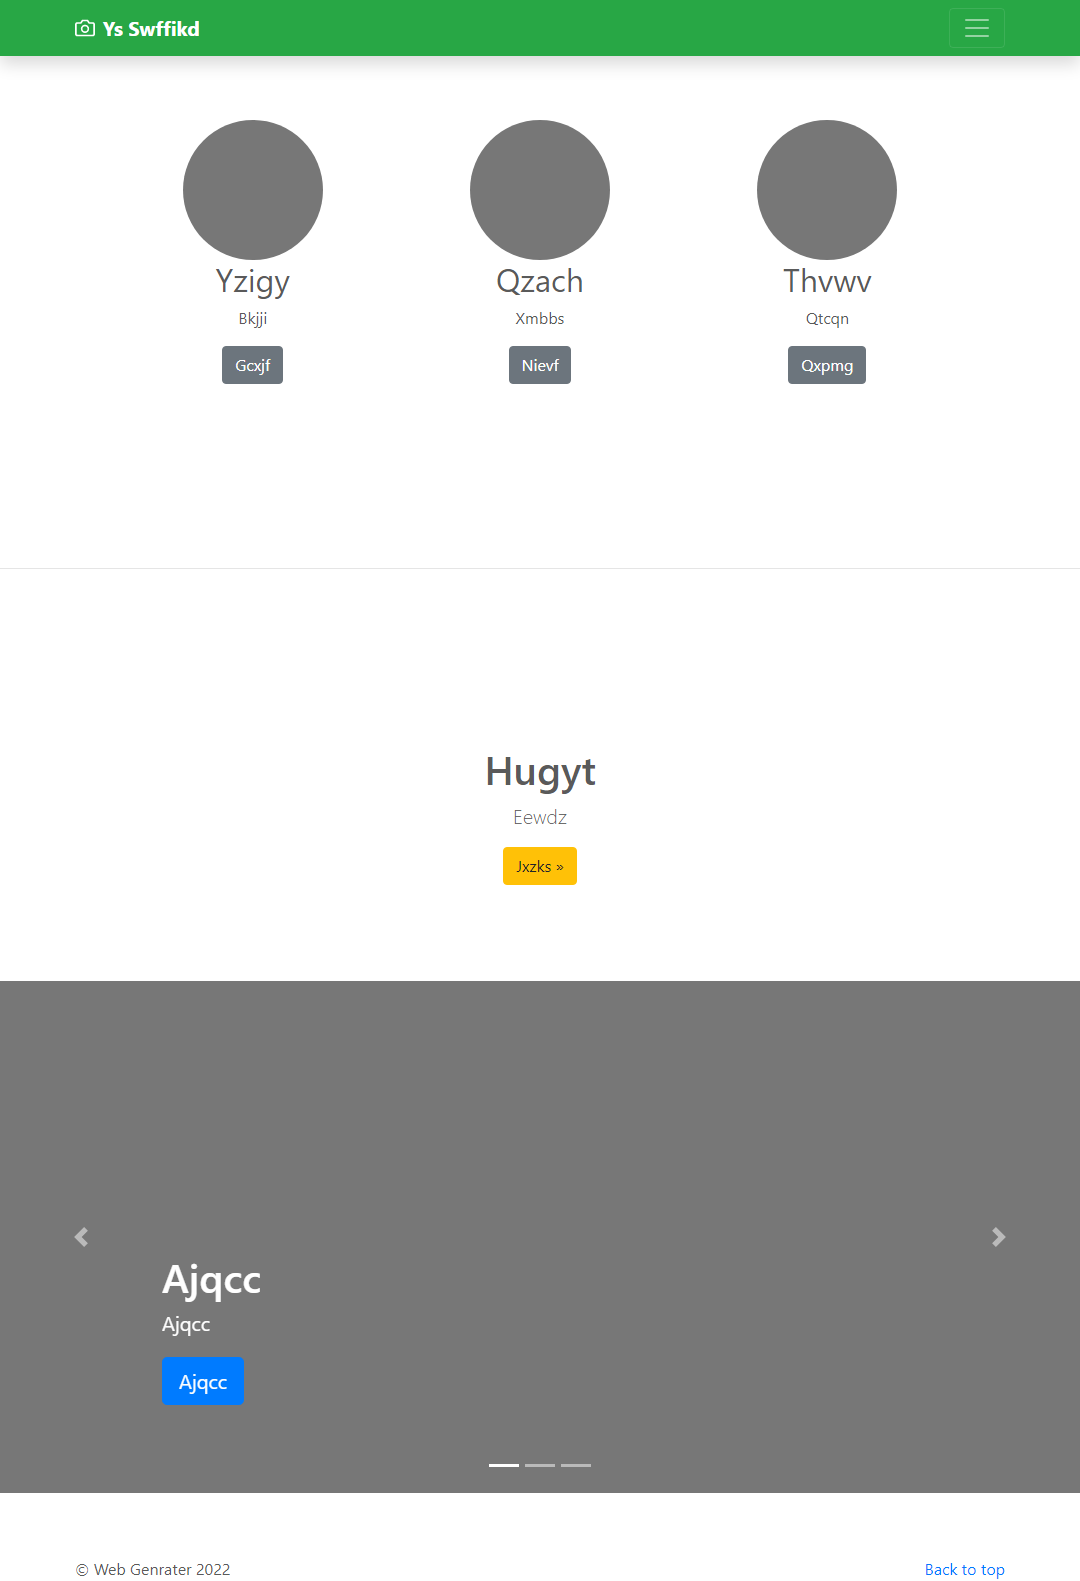 Ys Swffikd
Yzigy
Bkjji
Gcxjf
Qzach
Xmbbs
Nievf
Thvwv
Qtcqn
Qxpmg
Hugyt
Eewdz
Jxzks »
Ajqcc
Ajqcc
Ajqcc
© Web Genrater 2022
Back to top